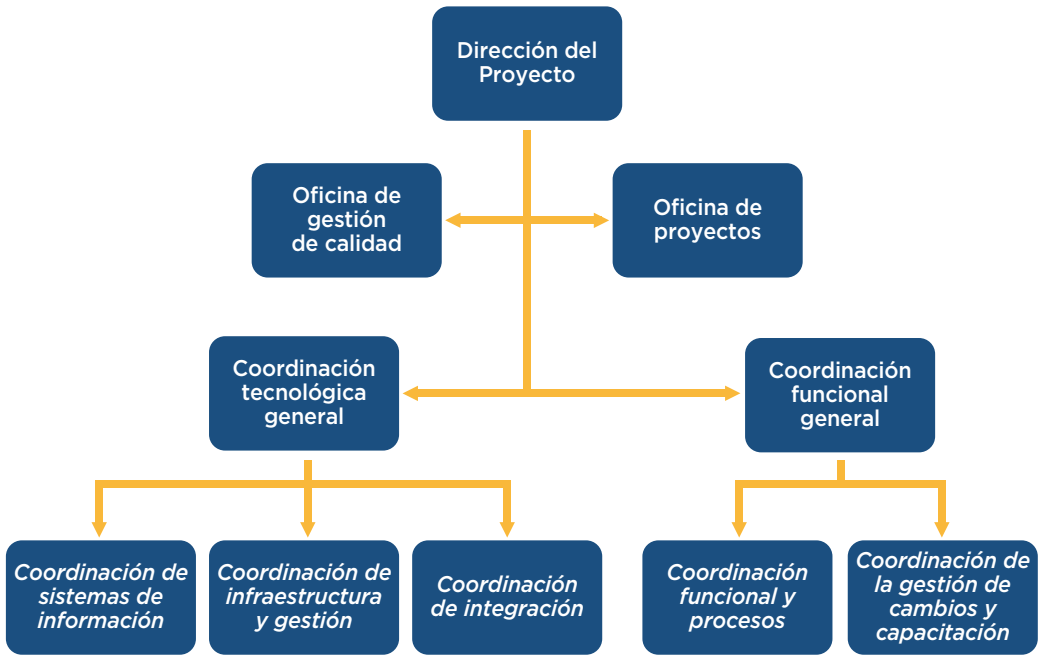 Dirección del
Proyecto
Oficina de
gestión
de calidad
Oficina de
proyectos
Coordinación
tecnológica
general
Coordinación
funcional
general
Coordinación de
sistemas de
información
Coordinación de
infraestructura
y gestión
Coordinación
de integración
Coordinación
funcional y
procesos
Coordinación de
la gestión de
cambios y
capacitación